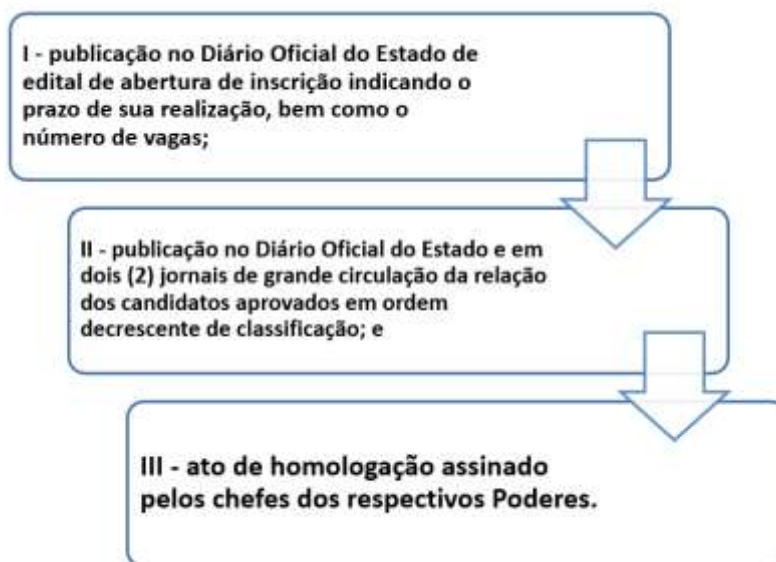 I - publicação no Diário Oficial do Estado de
edital de abertura de inscrição indicando o
prazo de sua realização, bem como o
número de vagas;
II - publicação no Diário Oficial do Estado e em
dois (2) jornais de grande circulação da relação
dos candidatos aprovados em ordem
decrescente de classificação; e
III - ato de homologação assinado
pelos chefes dos respectivos Poderes.